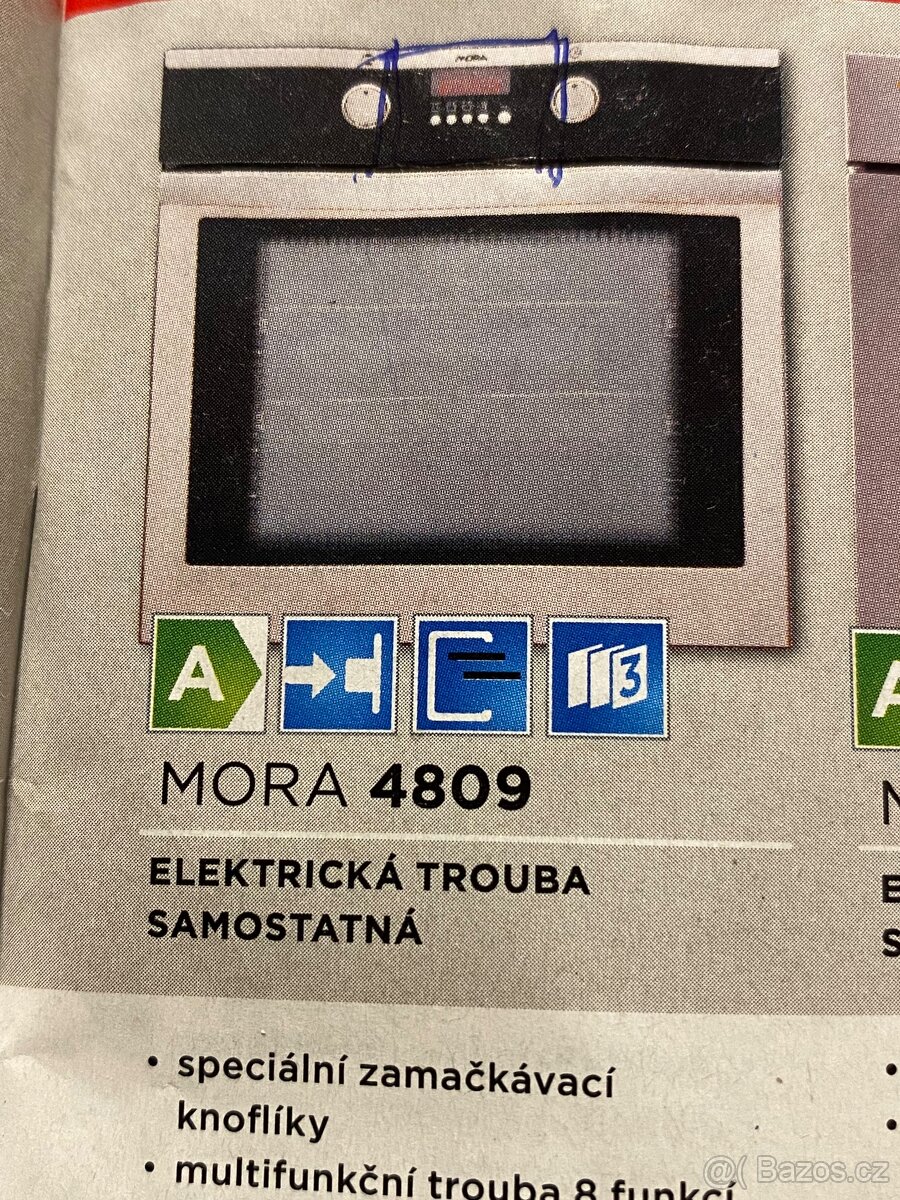 MORA
A
3
MORA 4809
ELEKTRICKÁ TROUBA
SAMOSTATNÁ
• speciální zamačkávací
knoflíky
• multifunkční trouba 8 funkcí
@( Bazos.cz